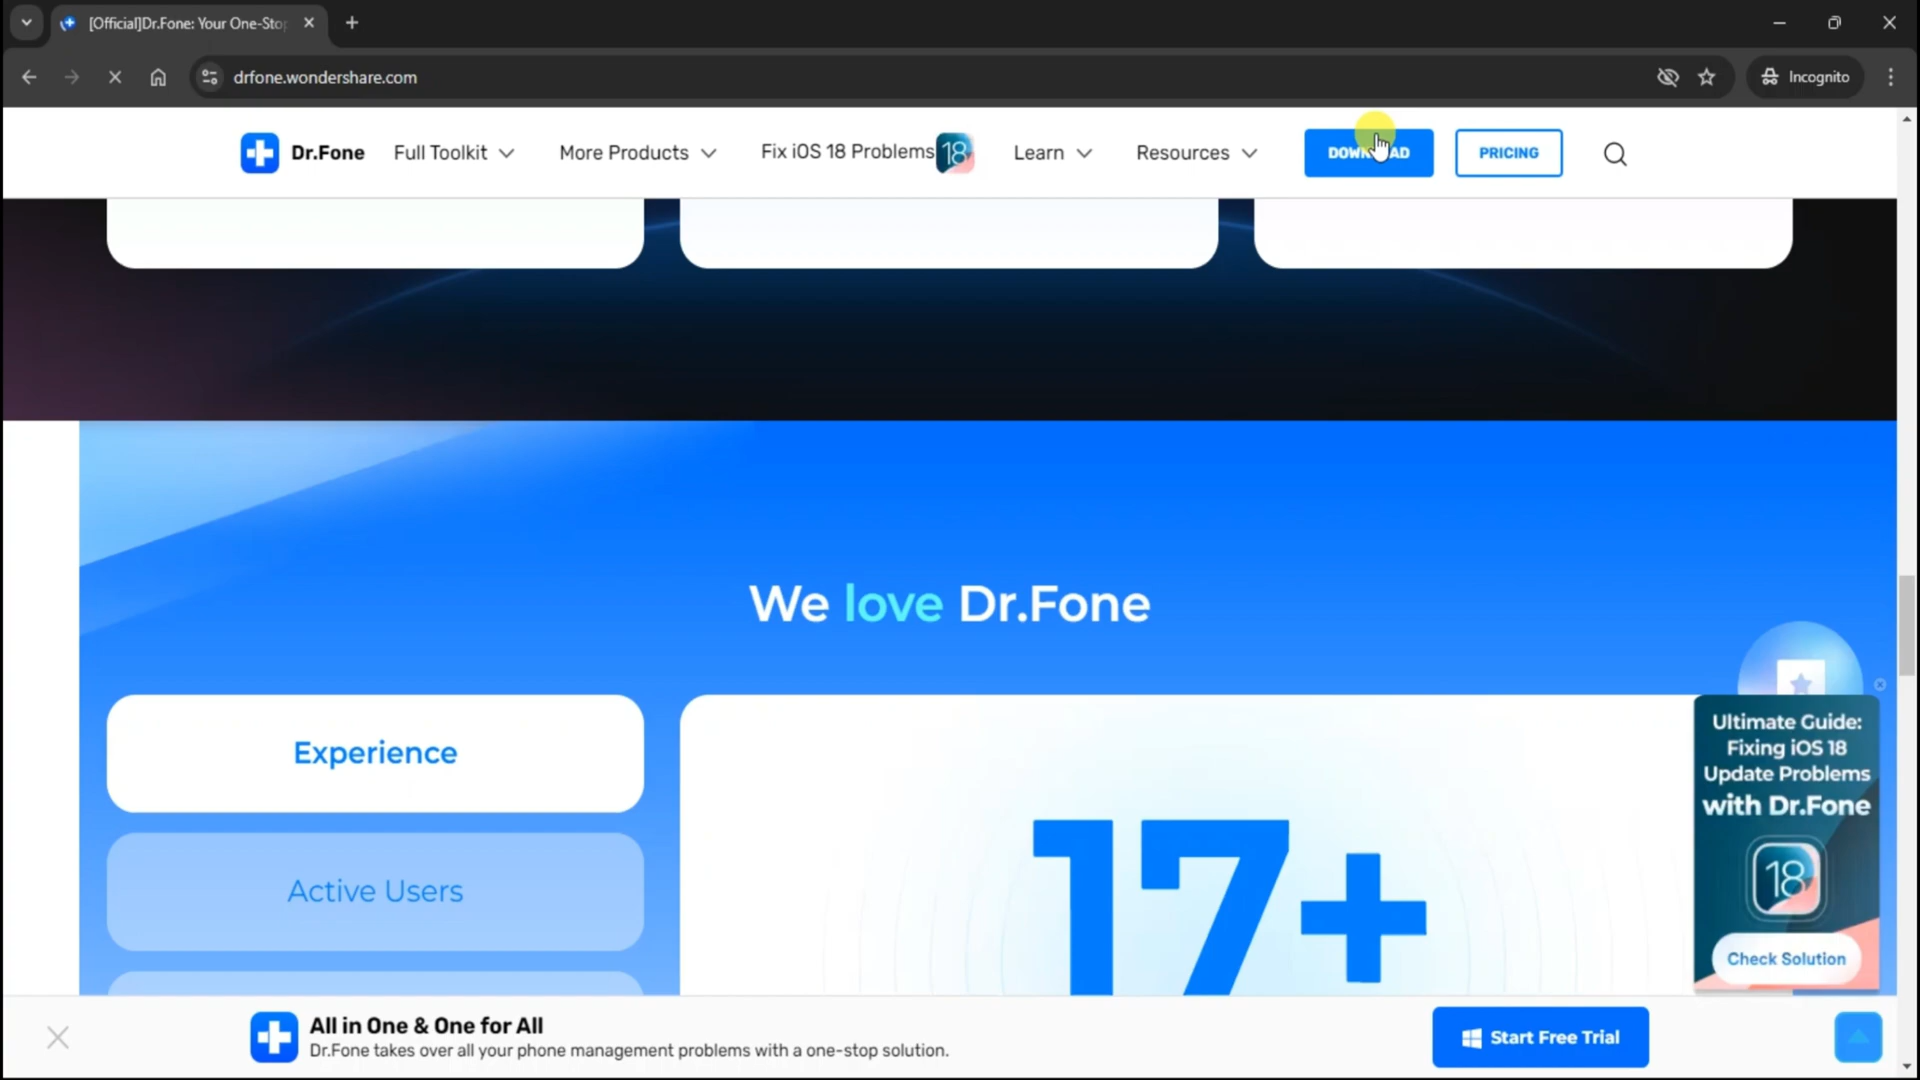 [Official]Dr.Fone: Your One-Stop
drfone.wondershare.com
Incognito
Dr.Fone
Full Toolkit
More Products
Fix iOS 18 Problems
18
Learn
Resources
DOWNLOAD
PRICING
We love Dr.Fone
Experience
Active Users
17+
Ultimate Guide:
Fixing iOS 18
Update Problems
with Dr.Fone
18
Check Solution
All in One & One for All
Dr.Fone takes over all your phone management problems with a one-stop solution.
Start Free Trial